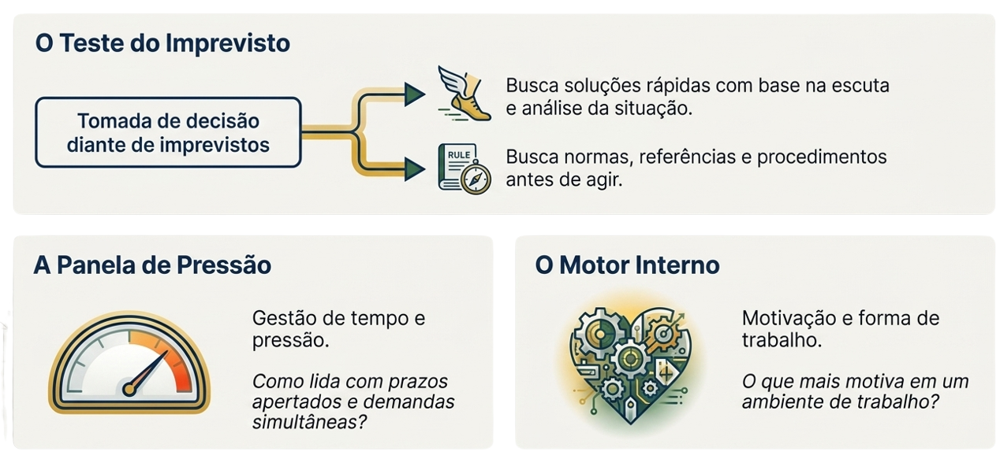 O Teste do Imprevisto
Tomada de decisão
diante de imprevistos
Busca soluções rápidas com base na escuta
e análise da situação.
RULE
Busca normas, referências e procedimentos
antes de agir.
A Panela de Pressão
Gestão de tempo e
pressão.
Como lida com prazos
apertados e demandas
simultâneas?
O Motor Interno
Motivação e forma de
trabalho.
O que mais motiva em um
ambiente de trabalho?